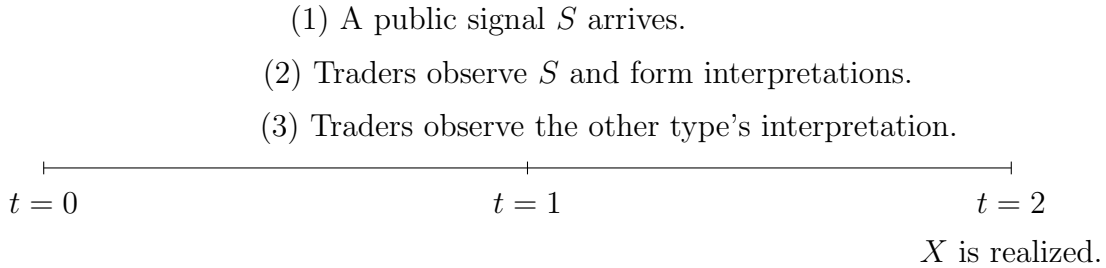 (1) A public signal S arrives.
(2) Traders observe S and form interpretations.
(3) Traders observe the other type's interpretation.
t = 0 t = 1 t = 2
X is realized.